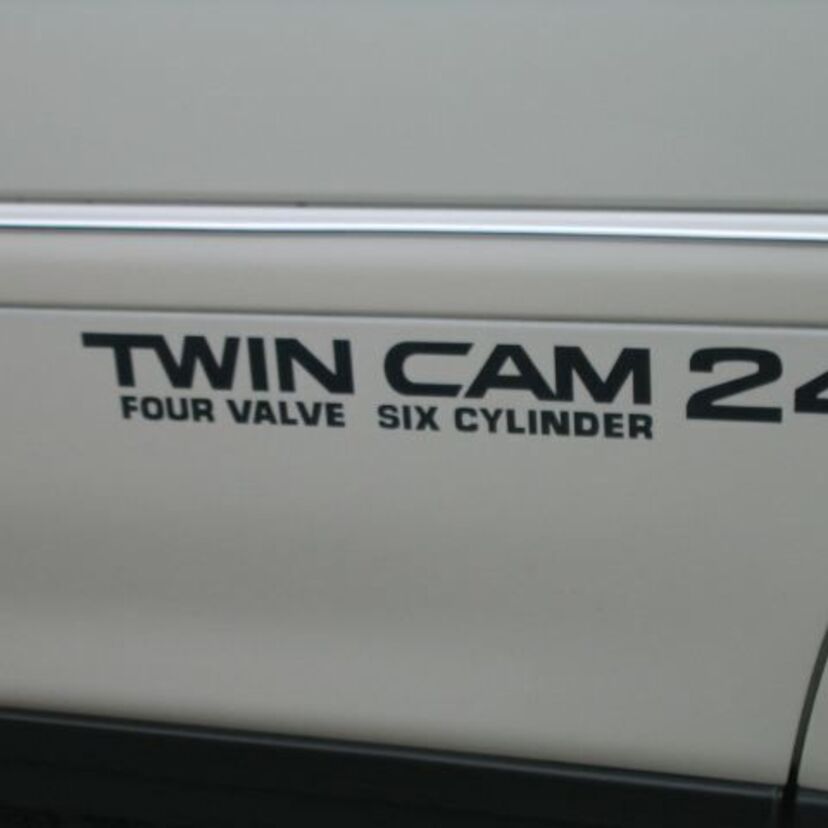 TWIN CAM 24
FOUR VALVE SIX CYLINDER